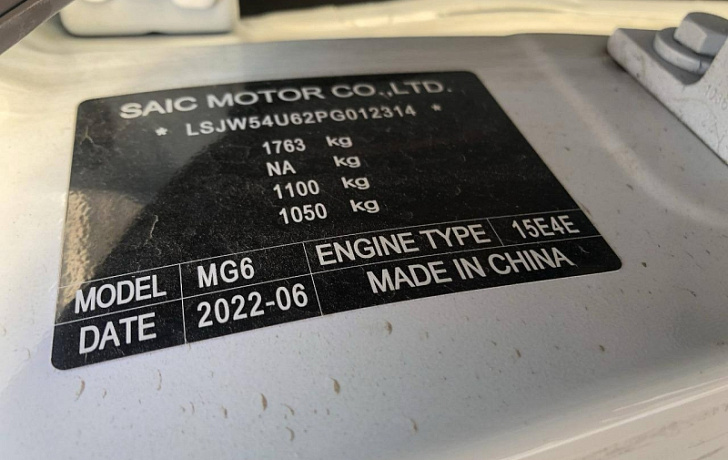 SAIC MOTOR CO.,LTD.
* LSJW54U62PG012314 *
1763 kg
NA kg
1100 kg
1050 kg
MODEL MG6 ENGINE TYPE 15E4E
DATE 2022-06 MADE IN CHINA